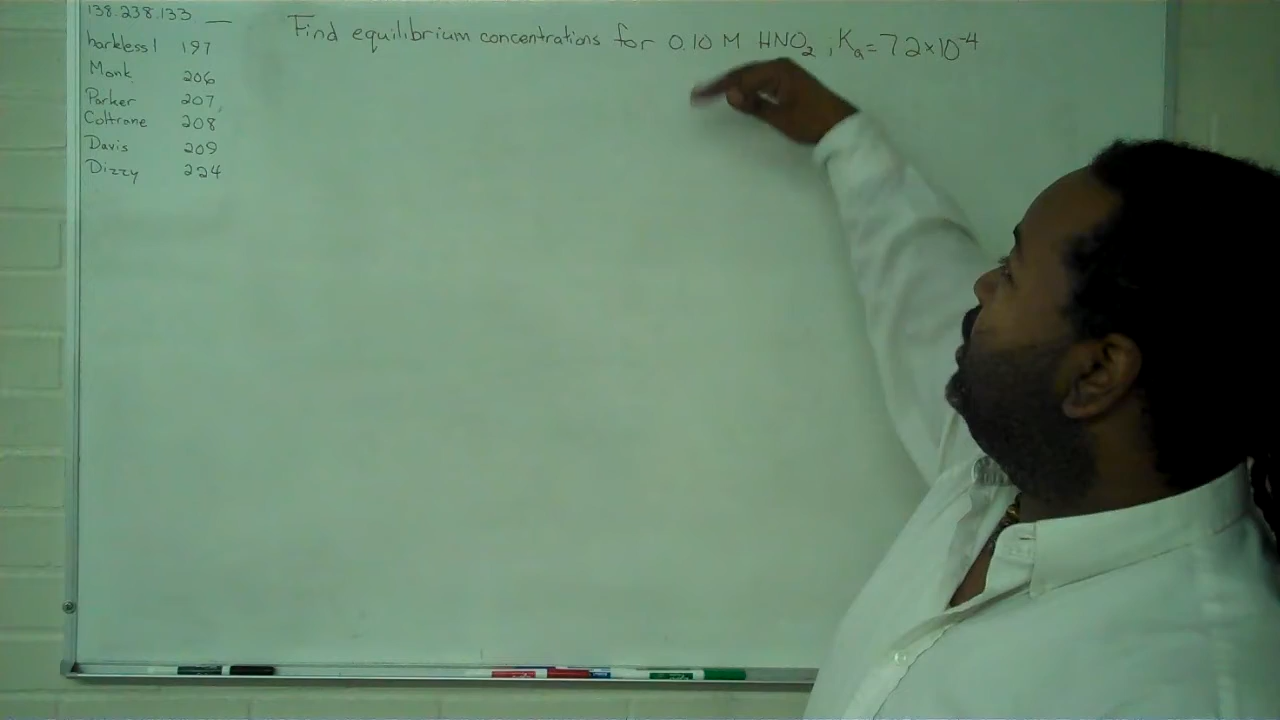 138.238.133 __
Find equilibrium concentrations for 0.10 M HNO₂ ; Kₐ = 7.2×10⁻⁴
harkless1 197
Monk 206
Parker 207
Coltrane 208
Davis 209
Dizzy 224